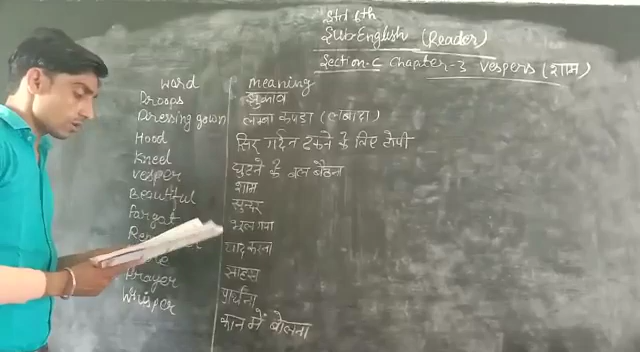 Std 6th
Sub-English (Reader)
Section-C Chapter-3 Vespers (शाम)
word meaning
Droops झुकाव
Dressing gown लम्बा कपडा (लबादा)
Hood सिर गर्दन ढकने के लिए टोपी
Kneel घुटने के बल बैठना
Vesper शाम
Beautiful सुन्दर
Forgat भूल गया
याद करना
साहस
Prayer प्रार्थना
Whisper कान में बोलना